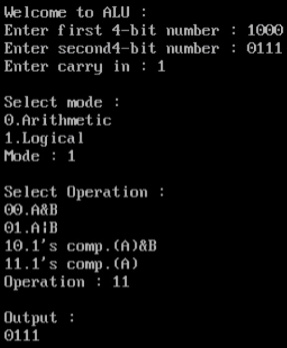 Welcome to ALU :
Enter first 4-bit number : 1000
Enter second4-bit number : 0111
Enter carry in : 1
Select mode :
0.Arithmetic
1.Logical
Mode : 1
Select Operation :
00.A&B
01.A¦B
10.1's comp.(A)&B
11.1's comp.(A)
Operation : 11
Output :
0111